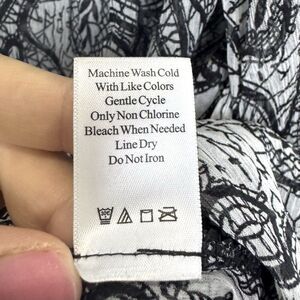 Machine Wash Cold
With Like Colors
Gentle Cycle
Only Non Chlorine
Bleach When Needed
Line Dry
Do Not Iron